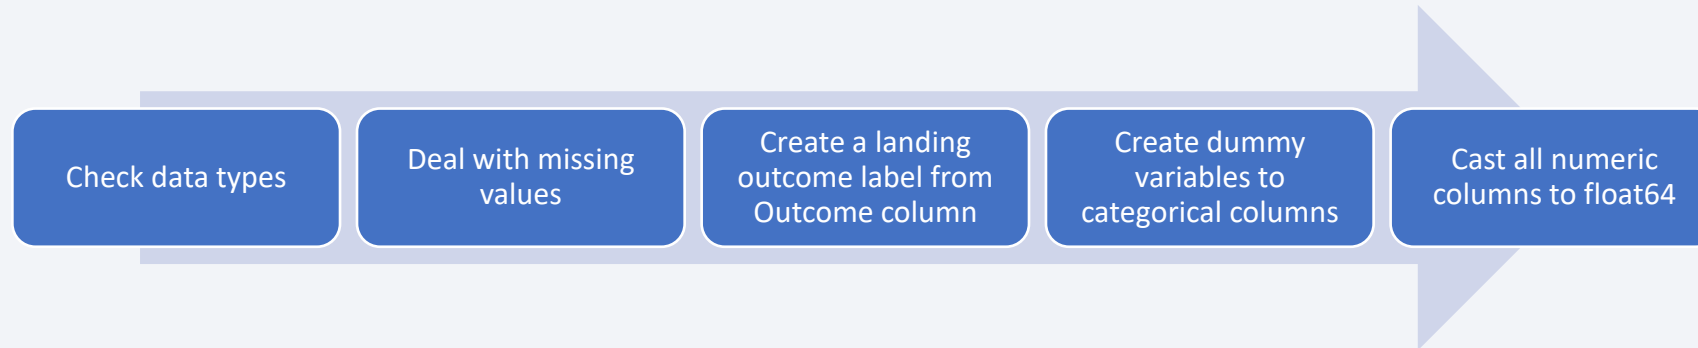 Check data types
Deal with missing
values
Create a landing
outcome label from
Outcome column
Create dummy
variables to
categorical columns
Cast all numeric
columns to float64